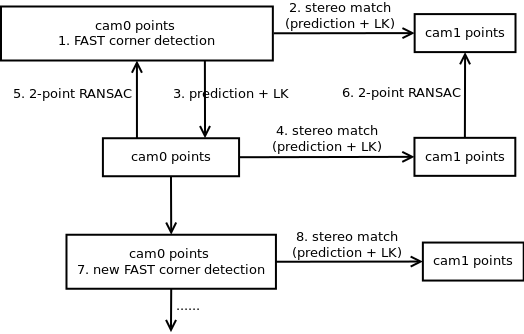 cam0 points
1. FAST corner detection
2. stereo match
(prediction + LK)
cam1 points
5. 2-point RANSAC
3. prediction + LK
6. 2-point RANSAC
cam0 points
4. stereo match
(prediction + LK)
cam1 points
cam0 points
7. new FAST corner detection
8. stereo match
(prediction + LK)
cam1 points
......